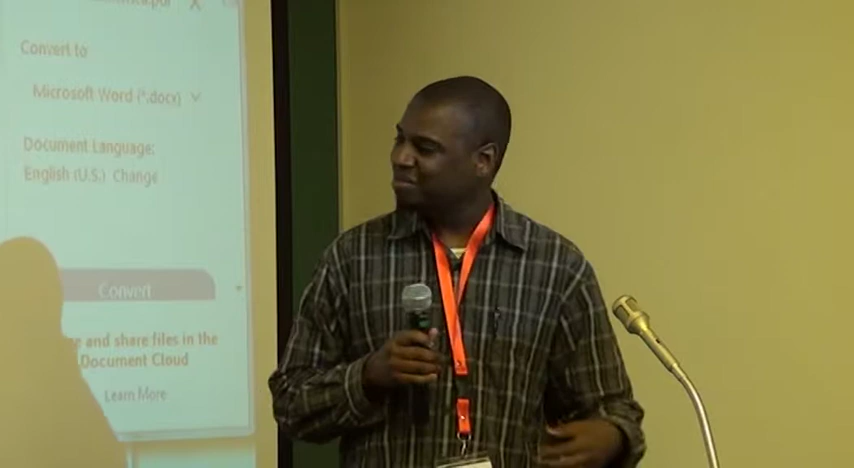 Convert to
Microsoft Word (*.docx)
Document Language:
English (U.S.) Change
Convert
and share files in the
Document Cloud
Learn More